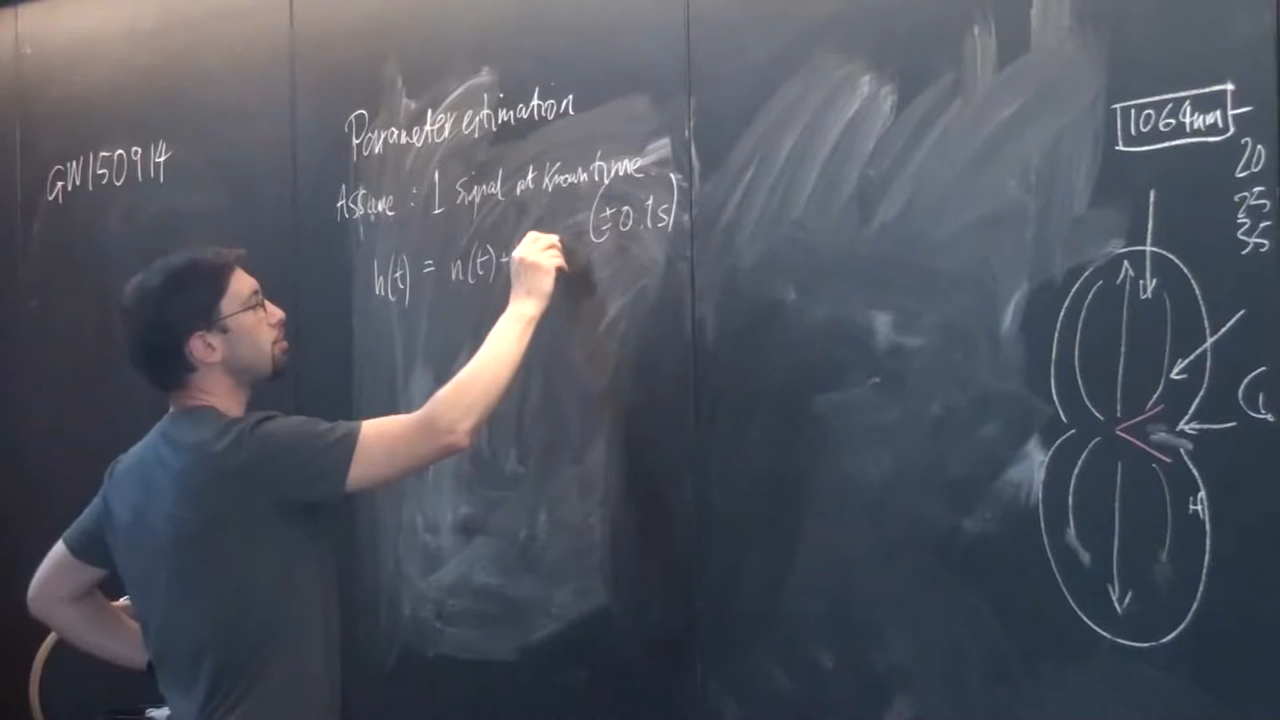 GW150914
Parameter estimation
Assume : 1 signal at known time
(±0.1s)
h(t) = n(t) +
1064nm
20
25
35
H